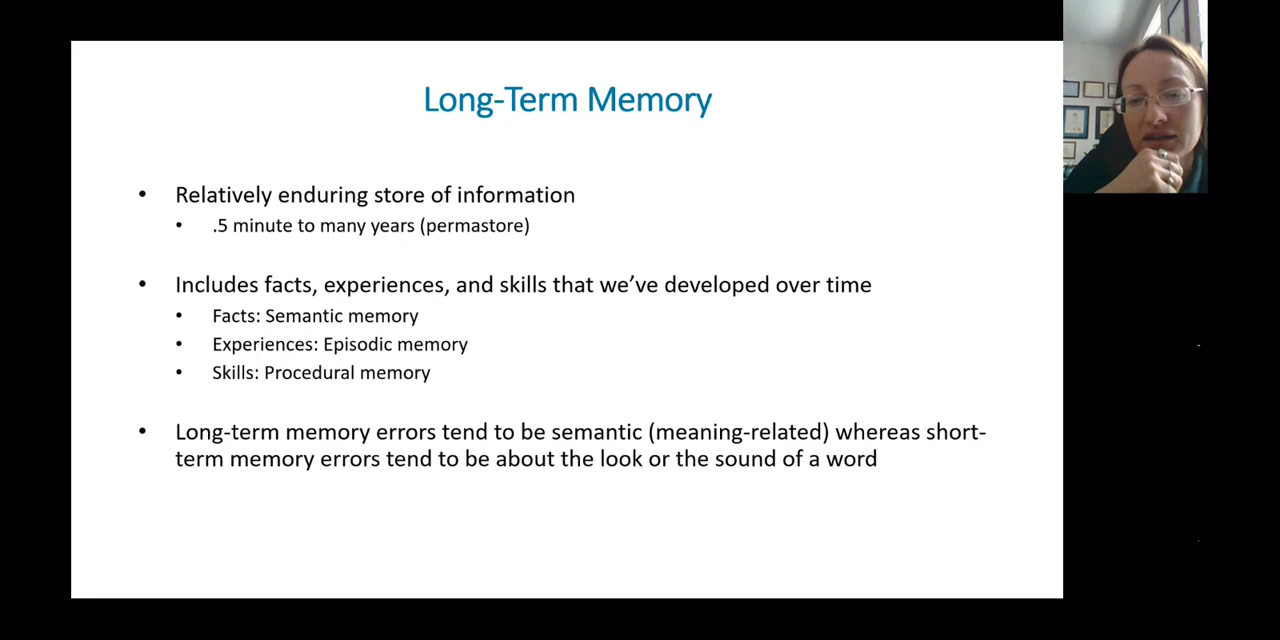 Long-Term Memory
• Relatively enduring store of information
• .5 minute to many years (permastore)
• Includes facts, experiences, and skills that we’ve developed over time
• Facts: Semantic memory
• Experiences: Episodic memory
• Skills: Procedural memory
• Long-term memory errors tend to be semantic (meaning-related) whereas short-
term memory errors tend to be about the look or the sound of a word